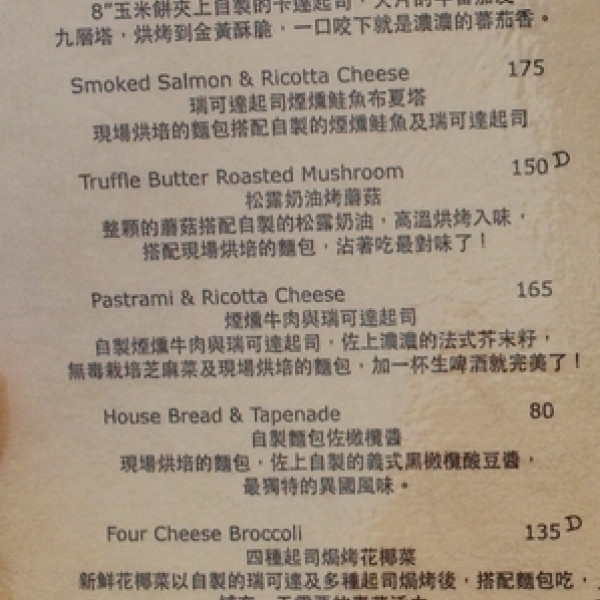 8"玉米餅夾上自製的卡達起司
九層塔，烘烤到金黃酥脆，一口咬下就是濃濃的蕃茄香。
Smoked Salmon & Ricotta Cheese 175
瑞可達起司煙燻鮭魚布夏塔
現場烘培的麵包搭配自製的煙燻鮭魚及瑞可達起司
Truffle Butter Roasted Mushroom 150 D
松露奶油烤蘑菇
整顆的蘑菇搭配自製的松露奶油，高溫烘烤入味，
搭配現場烘培的麵包，沾著吃最對味了！
Pastrami & Ricotta Cheese 165
煙燻牛肉與瑞可達起司
自製煙燻牛肉與瑞可達起司，佐上濃濃的法式芥末籽，
無毒栽培芝麻菜及現場烘培的麵包，加一杯生啤酒就完美了！
House Bread & Tapenade 80
自製麵包佐橄欖醬
現場烘培的麵包，佐上自製的義式黑橄欖酸豆醬，
最獨特的異國風味。
Four Cheese Broccoli 135 D
四種起司焗烤花椰菜
新鮮花椰菜以自製的瑞可達及多種起司焗烤後，搭配麵包吃，